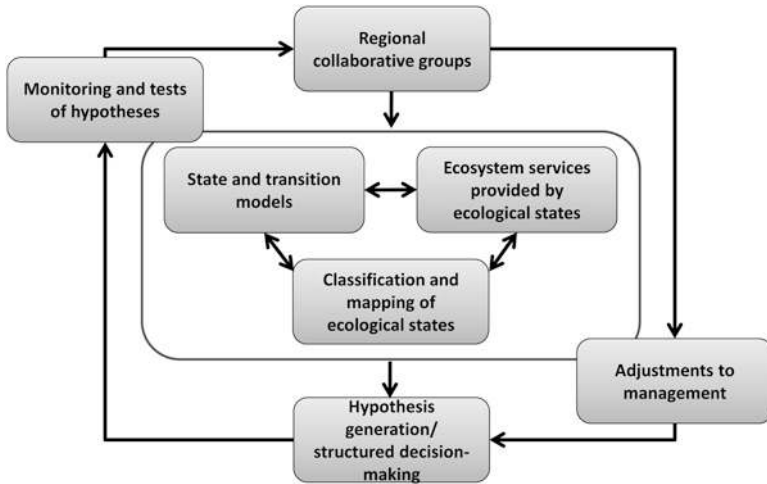 Regional
collaborative groups
Monitoring and tests
of hypotheses
State and transition
models
Ecosystem services
provided by
ecological states
Classification and
mapping of
ecological states
Adjustments to
management
Hypothesis
generation/
structured decision-
making